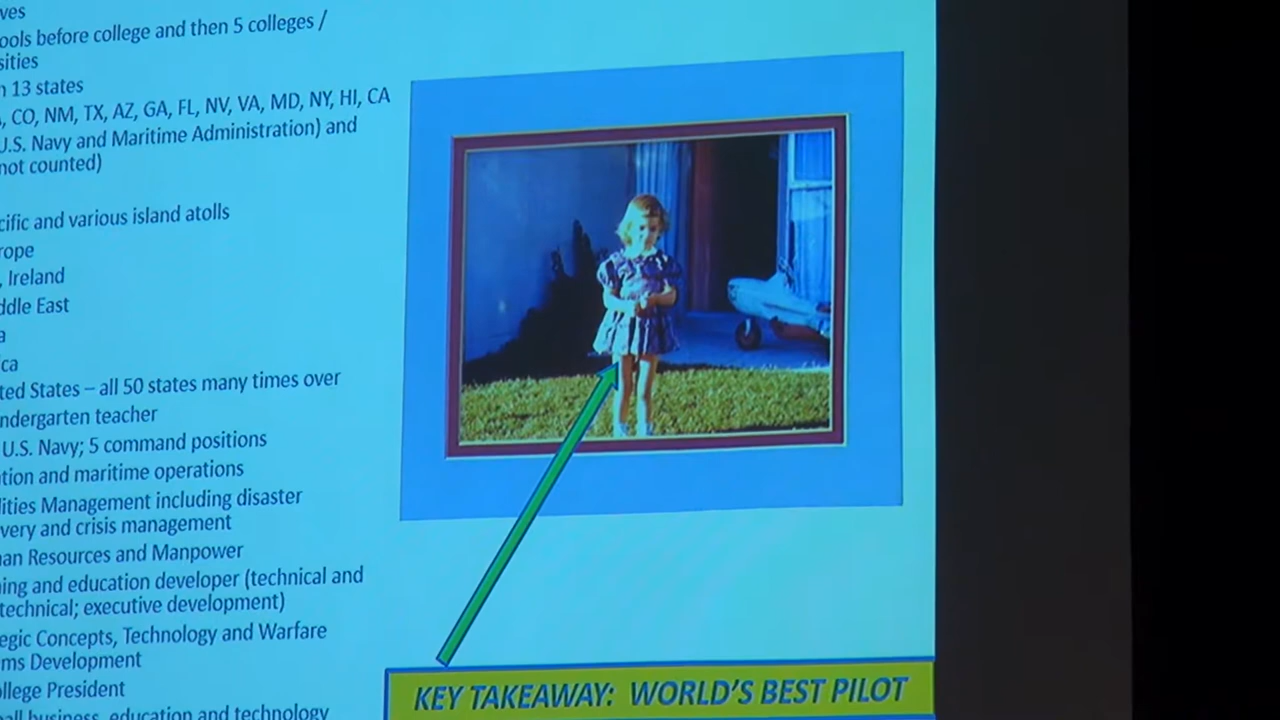 ves
ools before college and then 5 colleges /
sities
n 13 states
, CO, NM, TX, AZ, GA, FL, NV, VA, MD, NY, HI, CA
U.S. Navy and Maritime Administration) and
not counted)
cific and various island atolls
rope
, Ireland
ddle East
a
ca
ted States – all 50 states many times over
ndergarten teacher
U.S. Navy; 5 command positions
tion and maritime operations
lities Management including disaster
very and crisis management
an Resources and Manpower
ing and education developer (technical and
technical; executive development)
egic Concepts, Technology and Warfare
ms Development
ollege President
all business, education and technology
KEY TAKEAWAY: WORLD'S BEST PILOT